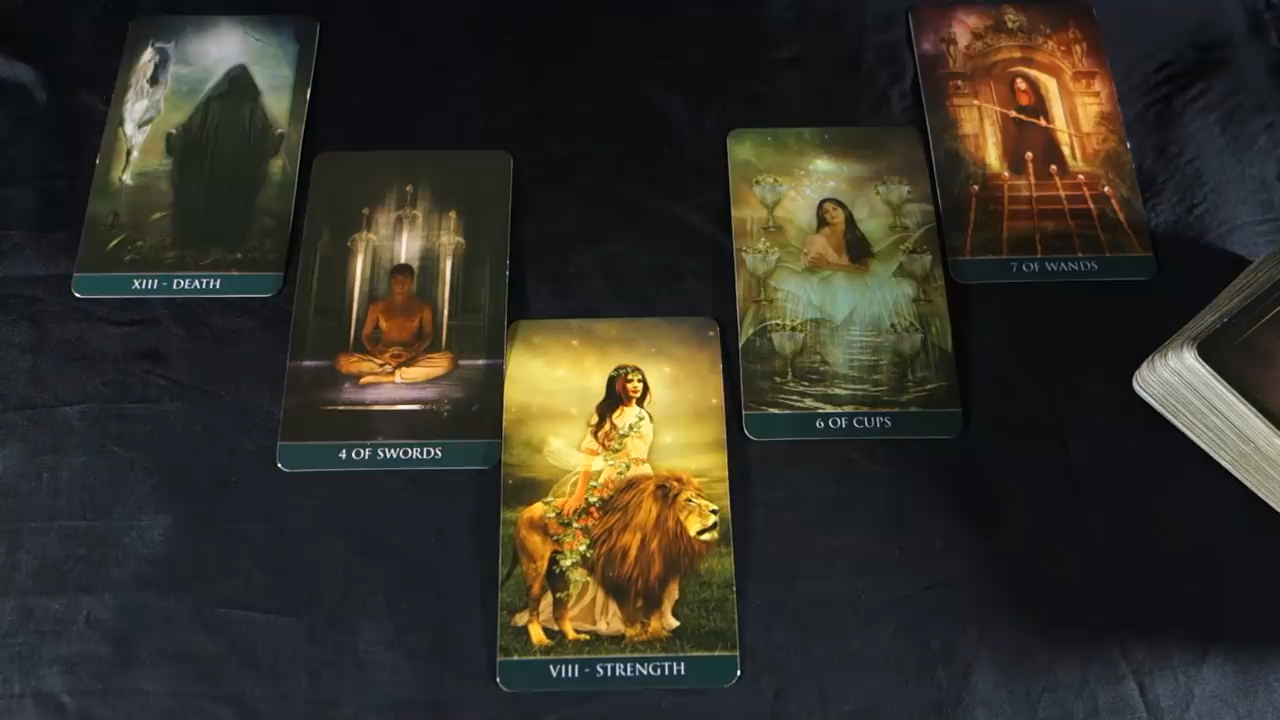 XIII - DEATH
4 OF SWORDS
VIII - STRENGTH
6 OF CUPS
7 OF WANDS